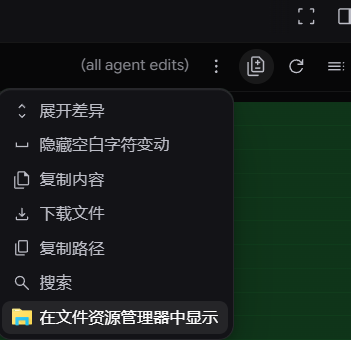 (all agent edits)
展开差异
隐藏空白字符变动
复制内容
下载文件
复制路径
搜索
在文件资源管理器中显示